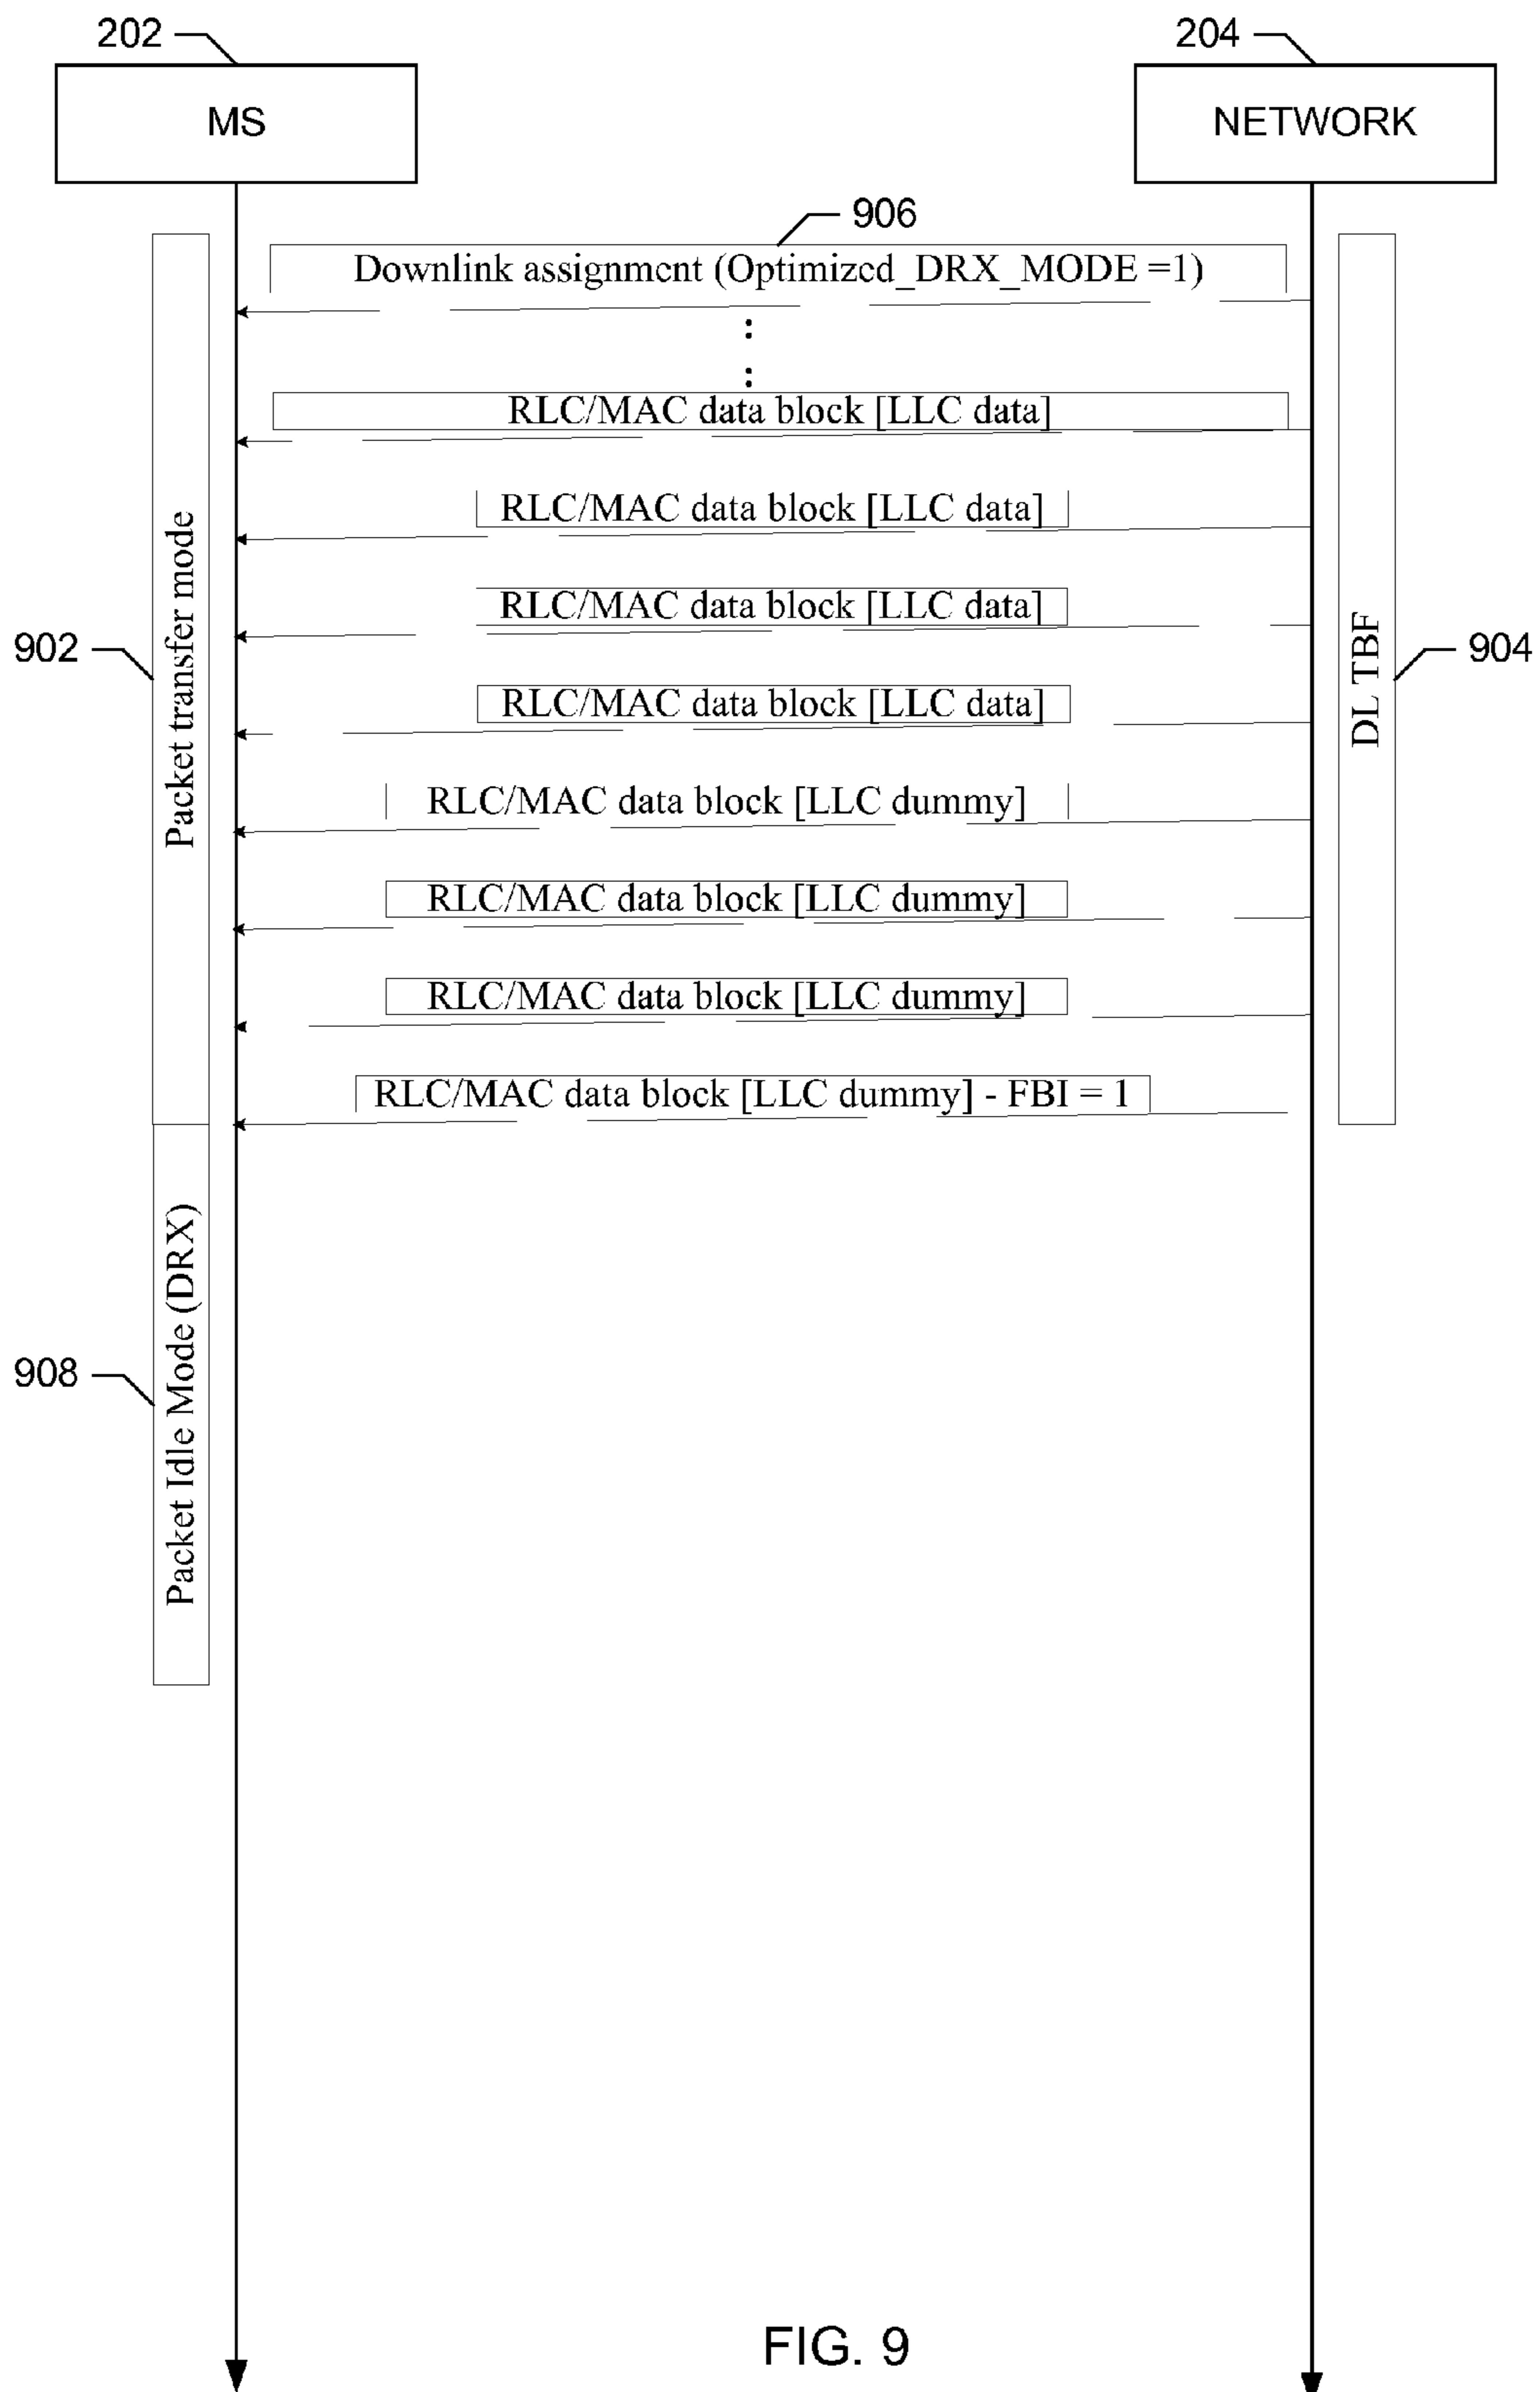 202
204
MS
NETWORK
906
Downlink assignment (Optimized_DRX_MODE =1)
RLC/MAC data block [LLC data]
RLC/MAC data block [LLC data]
RLC/MAC data block [LLC data]
902
Packet transfer mode
DL TBF
904
RLC/MAC data block [LLC data]
RLC/MAC data block [LLC dummy]
RLC/MAC data block [LLC dummy]
RLC/MAC data block [LLC dummy]
RLC/MAC data block [LLC dummy] - FBI = 1
908
Packet Idle Mode (DRX)
FIG. 9